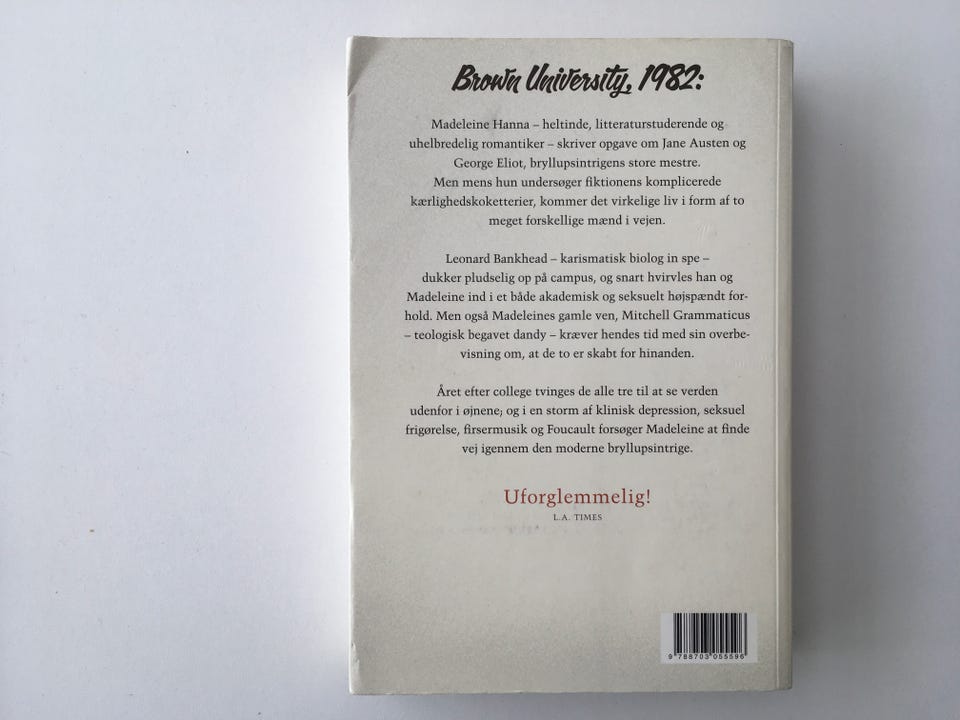 Brown University, 1982:
Madeleine Hanna – heltinde, litteraturstuderende og
uhelbredelig romantiker – skriver opgave om Jane Austen og
George Eliot, bryllupsintrigens store mestre.
Men mens hun undersøger fiktionens komplicerede
kærlighedskoketterier, kommer det virkelige liv i form af to
meget forskellige mænd i vejen.
Leonard Bankhead – karismatisk biolog in spe –
dukker pludselig op på campus, og snart hvirvles han og
Madeleine ind i et både akademisk og seksuelt højspændt for-
hold. Men også Madeleines gamle ven, Mitchell Grammaticus
– teologisk begavet dandy – kræver hendes tid med sin overbe-
visning om, at de to er skabt for hinanden.
Året efter college tvinges de alle tre til at se verden
udenfor i øjnene; og i en storm af klinisk depression, seksuel
frigørelse, firsermusik og Foucault forsøger Madeleine at finde
vej igennem den moderne bryllupsintrige.
Uforglemmelig!
L.A. TIMES
9 788703 055596